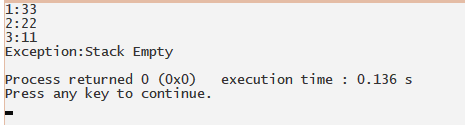 1:33
2:22
3:11
Exception:Stack Empty
Process returned 0 (0x0)   execution time : 0.136 s
Press any key to continue.